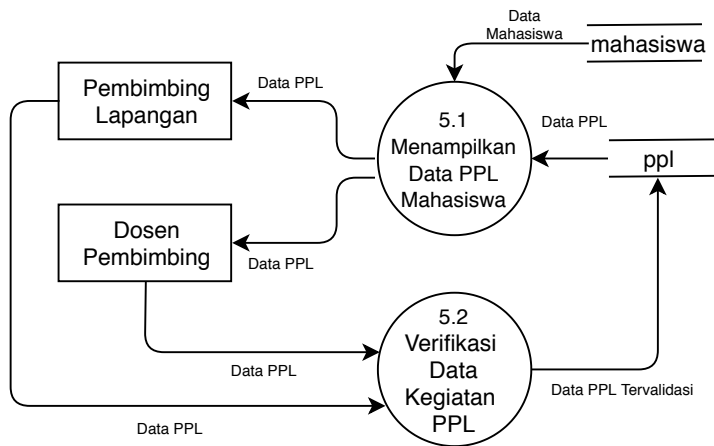 Data
Mahasiswa
mahasiswa
Pembimbing
Lapangan
Data PPL
5.1
Menampilkan
Data PPL
Mahasiswa
Data PPL
ppl
Dosen
Pembimbing
Data PPL
5.2
Verifikasi
Data
Kegiatan
PPL
Data PPL
Data PPL Tervalidasi
Data PPL